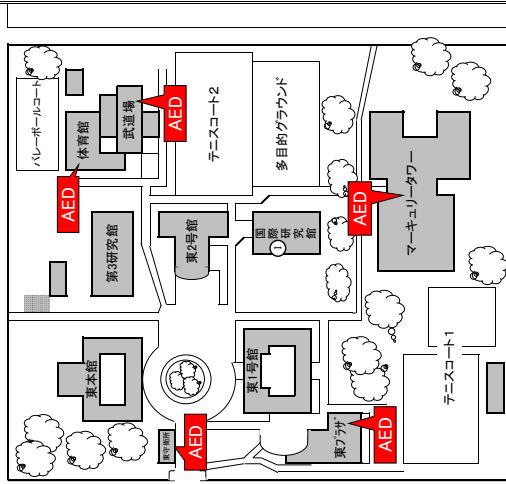 バレーボールコート
体育館
武道場
AED
AED
テニスコート2
多目的グラウンド
第3研究館
東2号館
国際
研究館
①
AED
マーキュリータワー
東本館
東1号館
東守衛所
AED
東プラザ
AED
テニスコート1